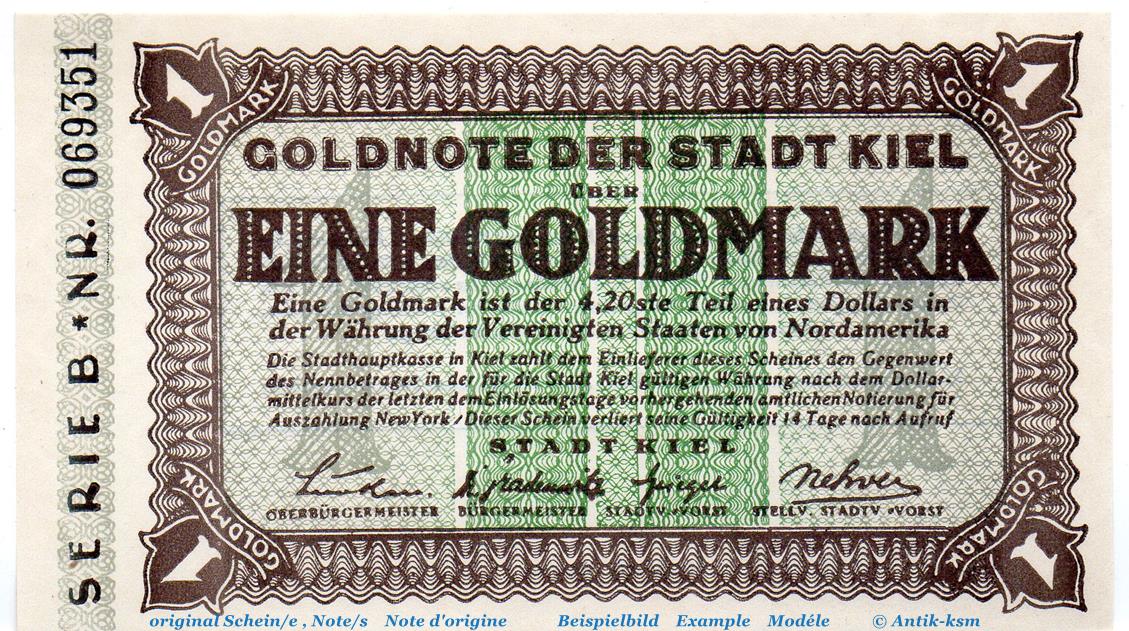 SERIE B * NR. 069351
1
GOLDMARK
1
GOLDMARK
GOLDNOTE DER STADT KIEL
ÜBER
EINE GOLDMARK
Eine Goldmark ist der 4,20ste Teil eines Dollars in
der Währung der Vereinigten Staaten von Nordamerika
Die Stadthauptkasse in Kiel zahlt dem Einlieferer dieses Scheines den Gegenwert
des Nennbetrages in der für die Stadt Kiel gültigen Währung nach dem Dollar-
mittelkurs der letzten dem Einlösungstage vorhergehenden amtlichen Notierung für
Auszahlung New York / Dieser Schein verliert seine Gültigkeit 14 Tage nach Aufruf
STADT KIEL
OBERBÜRGERMEISTER BÜRGERMEISTER STADTV.VORST STELLV. STADTV.VORST
1
GOLDMARK
1
GOLDMARK
original Schein/e , Note/s Note d'origine Beispielbild Example Modéle © Antik-ksm